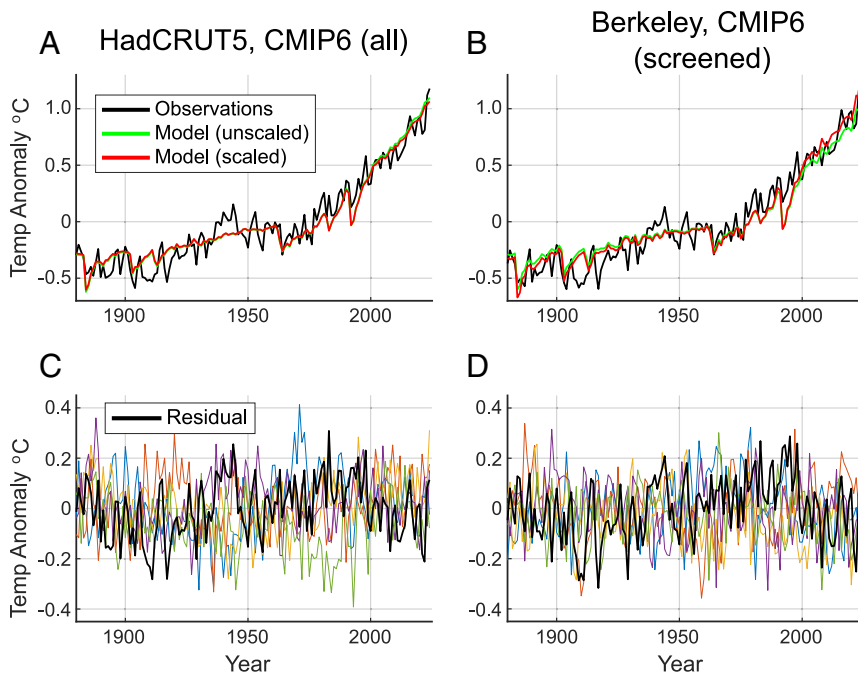 A
HadCRUT5, CMIP6 (all)
Temp Anomaly °C
1.0
0.5
0
-0.5
Observations
Model (unscaled)
Model (scaled)
1900
1950
2000
B
Berkeley, CMIP6
(screened)
1.0
0.5
0
-0.5
1900
1950
2000
C
Temp Anomaly °C
0.4
0.2
0
-0.2
-0.4
Residual
1900
1950
2000
Year
D
0.4
0.2
0
-0.2
-0.4
1900
1950
2000
Year